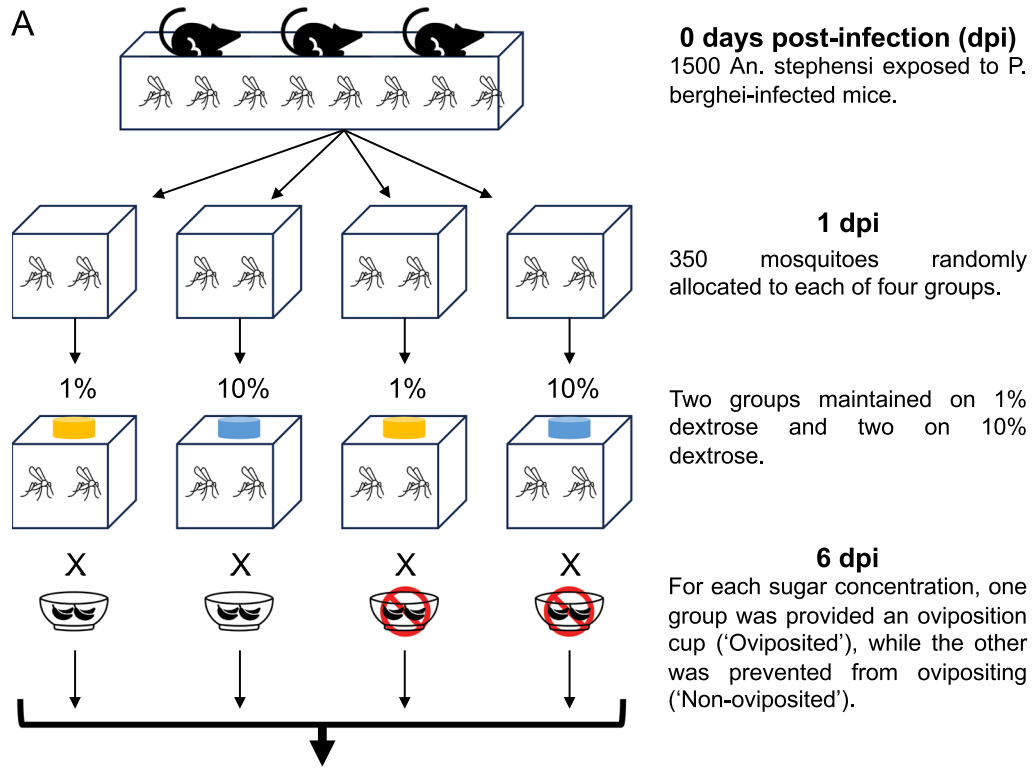 A
0 days post-infection (dpi)
1500 An. stephensi exposed to P.
berghei-infected mice.
1 dpi
350 mosquitoes randomly
allocated to each of four groups.
1% 10% 1% 10%
Two groups maintained on 1%
dextrose and two on 10%
dextrose.
X X X X
6 dpi
For each sugar concentration, one
group was provided an oviposition
cup (‘Oviposited’), while the other
was prevented from ovipositing
(‘Non-oviposited’).